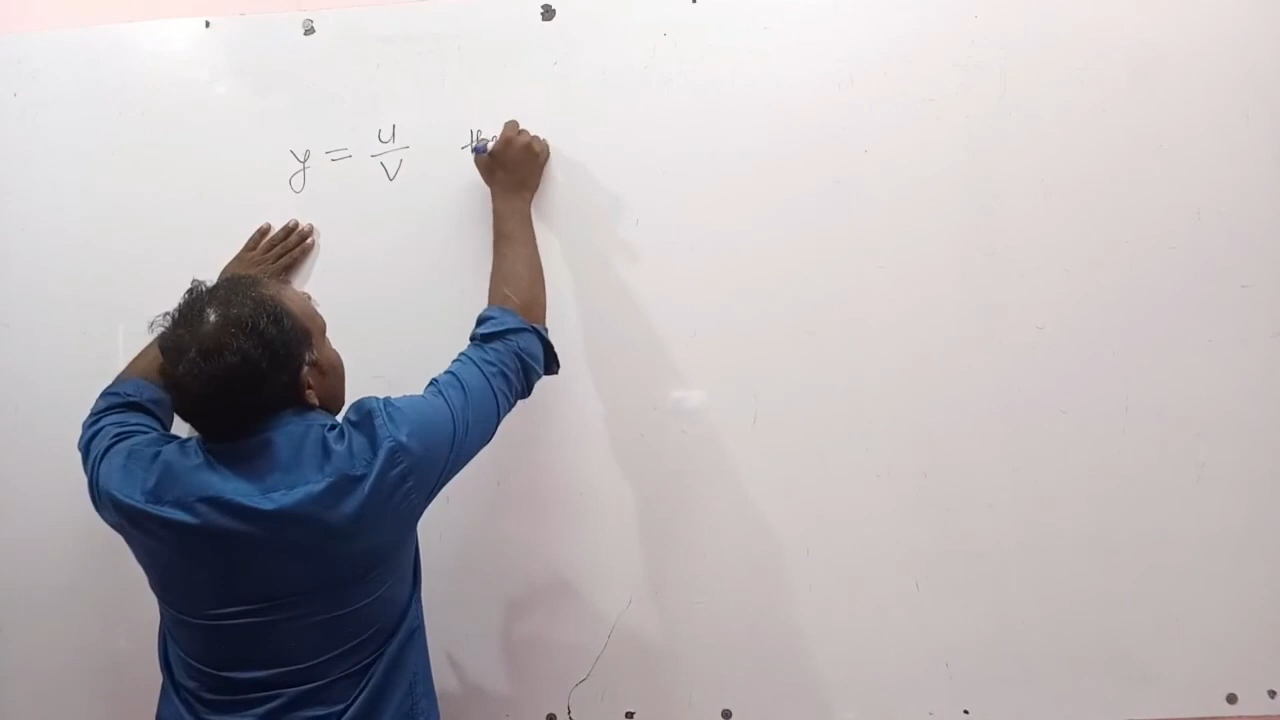 y = u/v